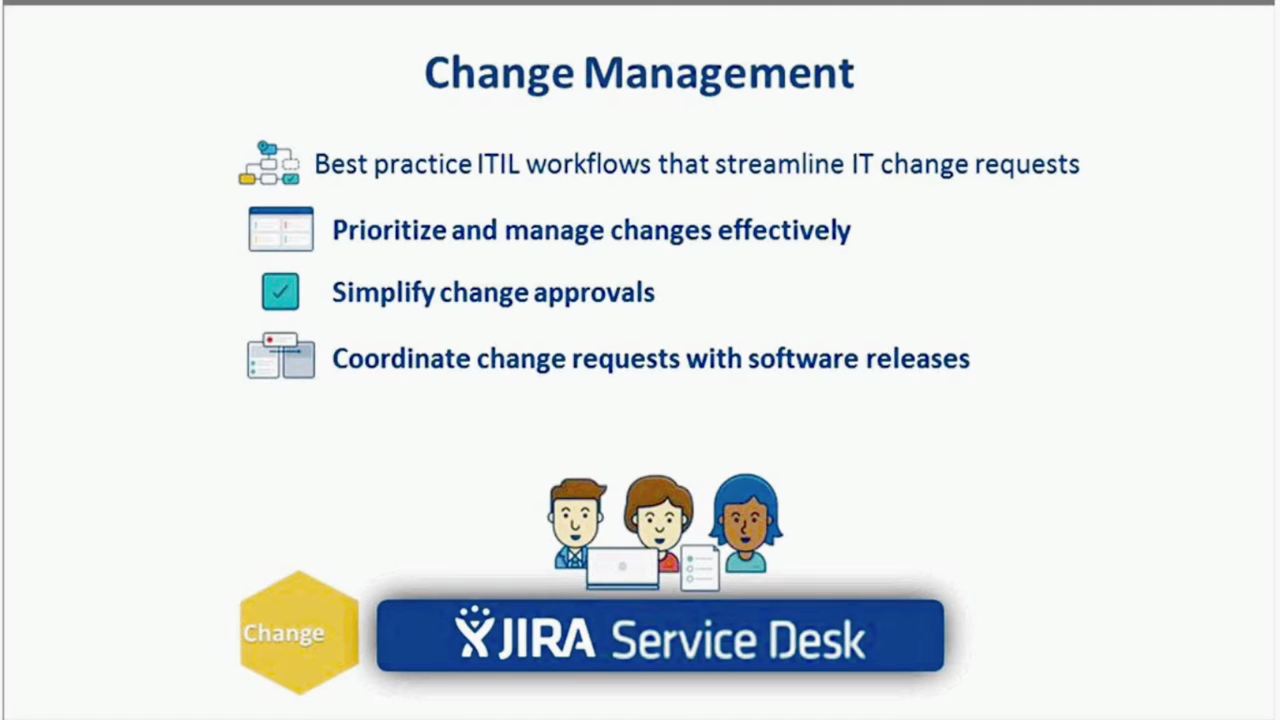 Change Management
Best practice ITIL workflows that streamline IT change requests
Prioritize and manage changes effectively
Simplify change approvals
Coordinate change requests with software releases
Change
JIRA Service Desk